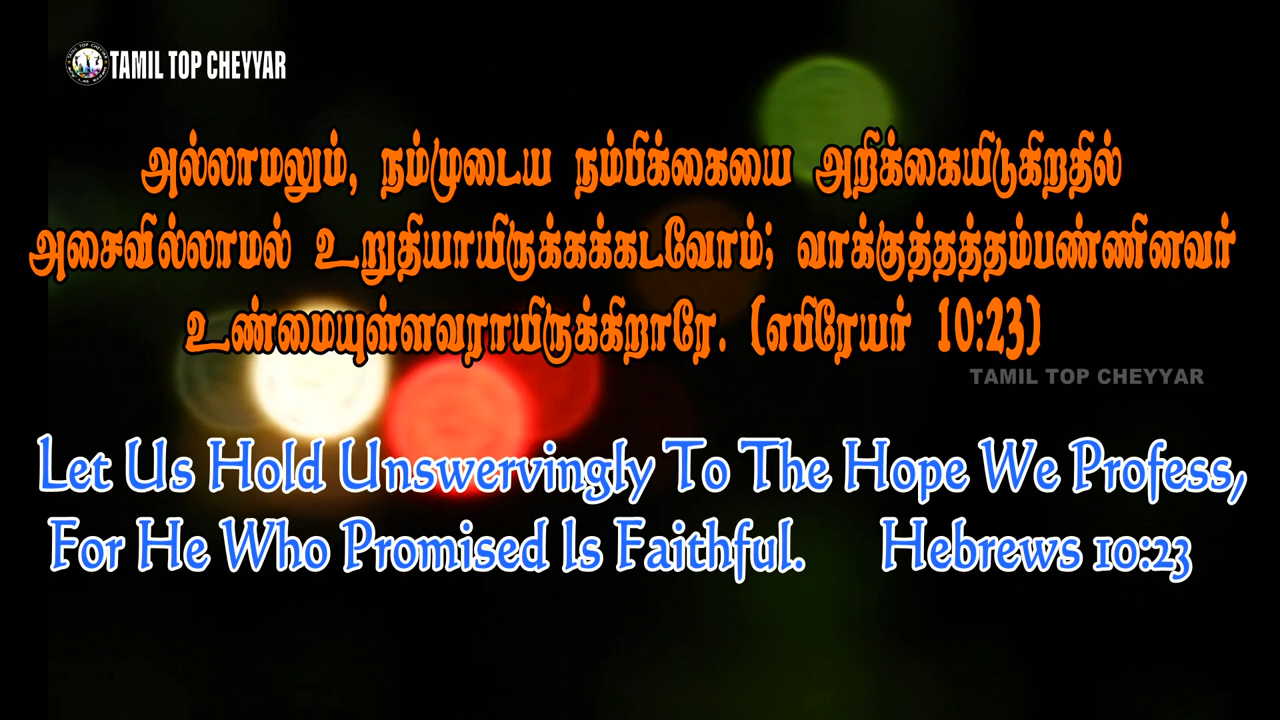 TAMIL TOP CHEYYAR
அல்லாமலும், நம்முடைய நம்பிக்கையை அறிக்கையிடுகிறதில்
அசைவில்லாமல் உறுதியாயிருக்கக்கடவோம்; வாக்குத்தத்தம்பண்ணினவர்
உண்மையுள்ளவராயிருக்கிறாரே. (எபிரேயர் 10:23)
TAMIL TOP CHEYYAR
Let Us Hold Unswervingly To The Hope We Profess,
For He Who Promised Is Faithful. Hebrews 10:23